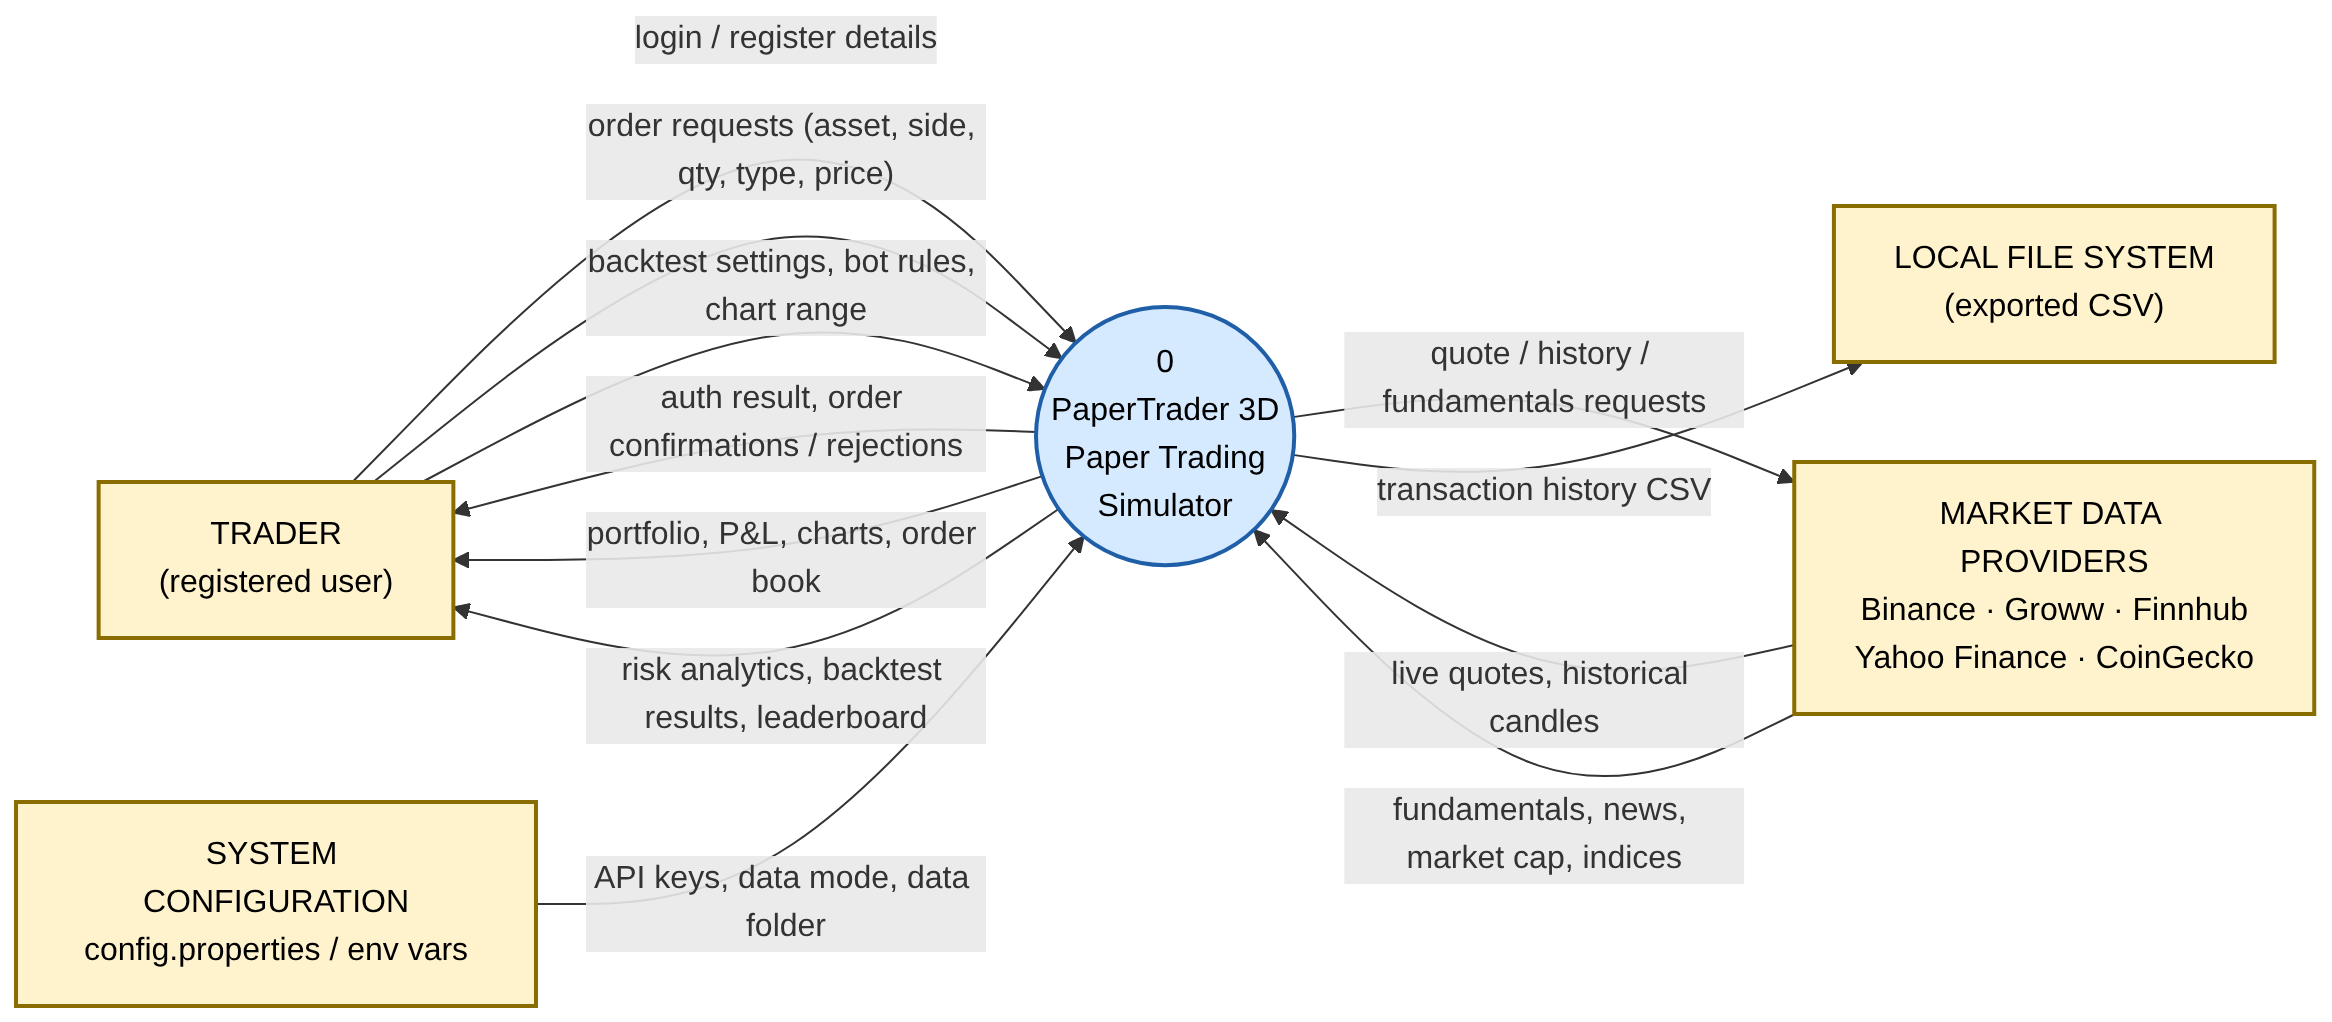 login / register details
order requests (asset, side,
qty, type, price)
backtest settings, bot rules,
chart range
auth result, order
confirmations / rejections
portfolio, P&L, charts, order
book
risk analytics, backtest
results, leaderboard
API keys, data mode, data
folder
TRADER
(registered user)
SYSTEM
CONFIGURATION
config.properties / env vars
0
PaperTrader 3D
Paper Trading
Simulator
quote / history /
fundamentals requests
transaction history CSV
live quotes, historical
candles
fundamentals, news,
market cap, indices
LOCAL FILE SYSTEM
(exported CSV)
MARKET DATA
PROVIDERS
Binance · Groww · Finnhub
Yahoo Finance · CoinGecko